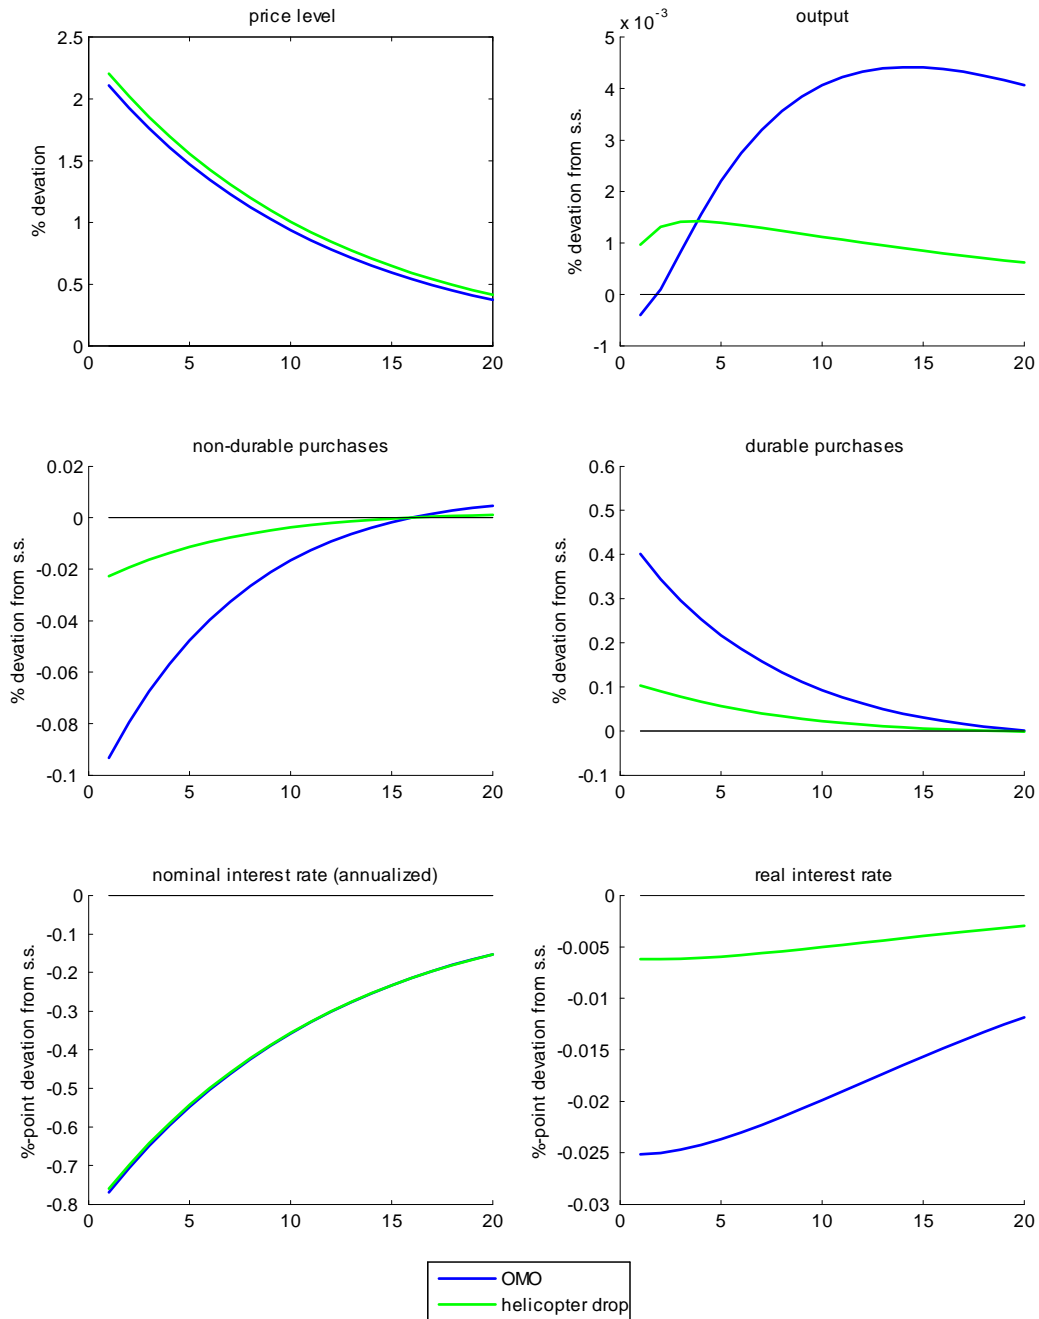 price level
output
x 10-3
% devation
2.5
2
1.5
1
0.5
0
0 5 10 15 20
% devation from s.s.
5
4
3
2
1
0
-1
0 5 10 15 20
non-durable purchases
durable purchases
% devation from s.s.
0.02
0
-0.02
-0.04
-0.06
-0.08
-0.1
0 5 10 15 20
% devation from s.s.
0.6
0.5
0.4
0.3
0.2
0.1
0
-0.1
0 5 10 15 20
nominal interest rate (annualized)
real interest rate
%-point devation from s.s.
0
-0.1
-0.2
-0.3
-0.4
-0.5
-0.6
-0.7
-0.8
0 5 10 15 20
%-point devation from s.s.
0
-0.005
-0.01
-0.015
-0.02
-0.025
-0.03
0 5 10 15 20
OMO
helicopter drop